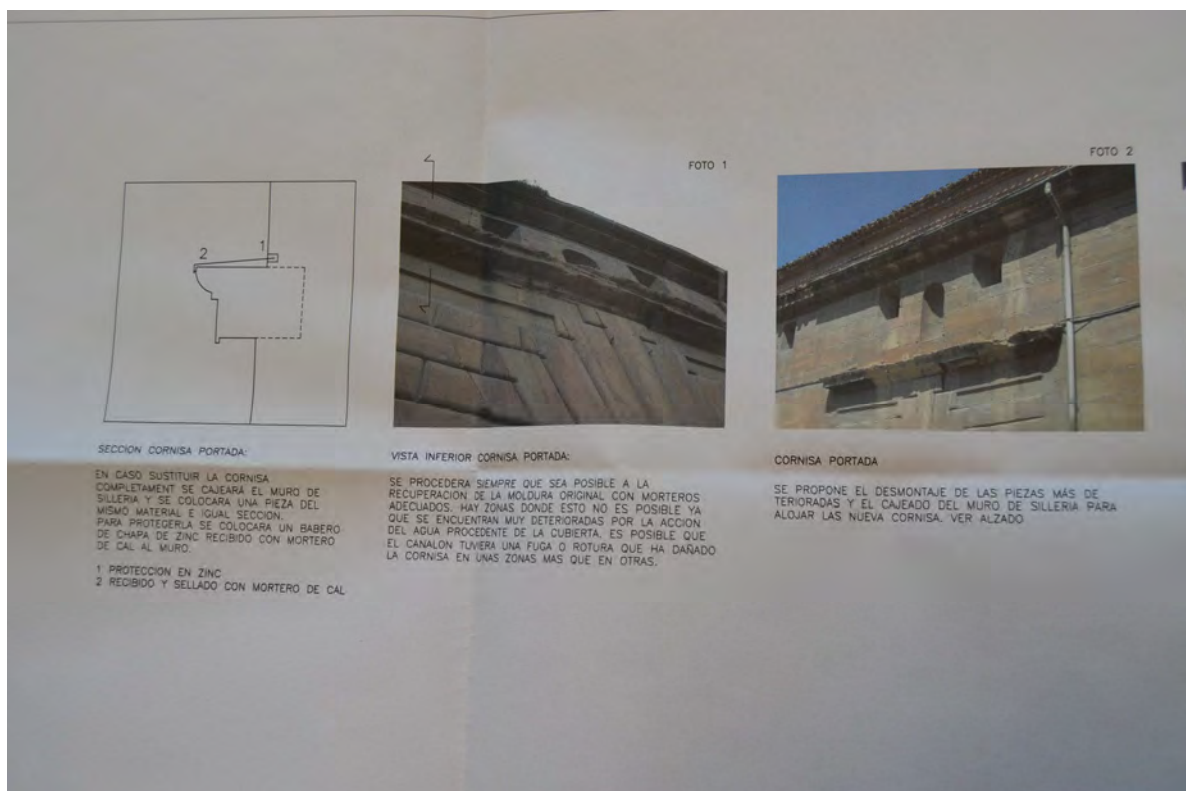 FOTO 1
FOTO 2
1
2
SECCION CORNISA PORTADA:
EN CASO SUSTITUIR LA CORNISA
COMPLETAMENT SE CAJEARÁ EL MURO DE
SILLERIA Y SE COLOCARA UNA PIEZA DEL
MISMO MATERIAL E IGUAL SECCION.
PARA PROTEGERLA SE COLOCARA UN BABERO
DE CHAPA DE ZINC RECIBIDO CON MORTERO
DE CAL AL MURO.
1 PROTECCION EN ZINC
2 RECIBIDO Y SELLADO CON MORTERO DE CAL
VISTA INFERIOR CORNISA PORTADA:
SE PROCEDERA SIEMPRE QUE SEA POSIBLE A LA
RECUPERACION DE LA MOLDURA ORIGINAL CON MORTEROS
ADECUADOS. HAY ZONAS DONDE ESTO NO ES POSIBLE YA
QUE SE ENCUENTRAN MUY DETERIORADAS POR LA ACCION
DEL AGUA PROCEDENTE DE LA CUBIERTA. ES POSIBLE QUE
EL CANALON TUVIERA UNA FUGA O ROTURA QUE HA DAÑADO
LA CORNISA EN UNAS ZONAS MAS QUE EN OTRAS.
CORNISA PORTADA
SE PROPONE EL DESMONTAJE DE LAS PIEZAS MÁS DE
TERIORADAS Y EL CAJEADO DEL MURO DE SILLERIA PARA
ALOJAR LAS NUEVA CORNISA. VER ALZADO